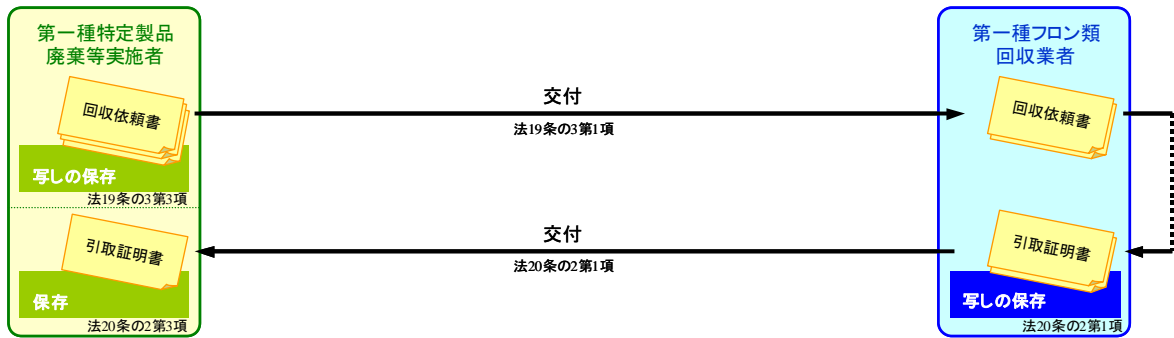 第一種特定製品
廃棄等実施者
回収依頼書
写しの保存
法19条の3第3項
引取証明書
保存
法20条の2第3項
交付
法19条の3第1項
交付
法20条の2第1項
第一種フロン類
回収業者
回収依頼書
引取証明書
写しの保存
法20条の2第1項